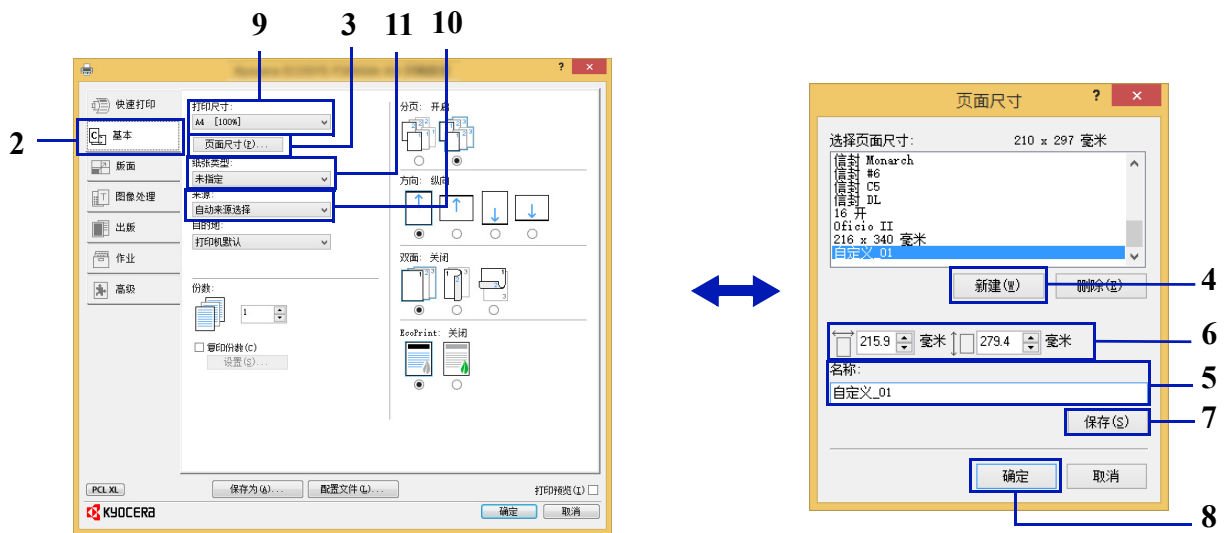 9 3 11 10
? ×
快速打印
打印尺寸:
A4 [100%]
分页: 开启
2
基本
页面尺寸(P)...
版面
纸张类型:
未指定
方向: 纵向
图像处理
来源:
自动来源选择
出版
目的地:
打印机默认
作业
双面: 关闭
高级
份数:
1
EcoPrint: 关闭
复印份数(C)
设置(S)...
PCL XL
保存为(A)...
配置文件(L)...
打印预览(I)
KYOCERA
确定
取消
页面尺寸 ? ×
选择页面尺寸: 210 x 297 毫米
信封 Monarch
信封 #6
信封 C5
信封 DL
16 开
Oficio II
216 x 340 毫米
自定义_01
新建(W)
删除(E)
4
215.9 毫米 279.4 毫米
6
名称:
自定义_01
5
保存(S)
7
确定
取消
8